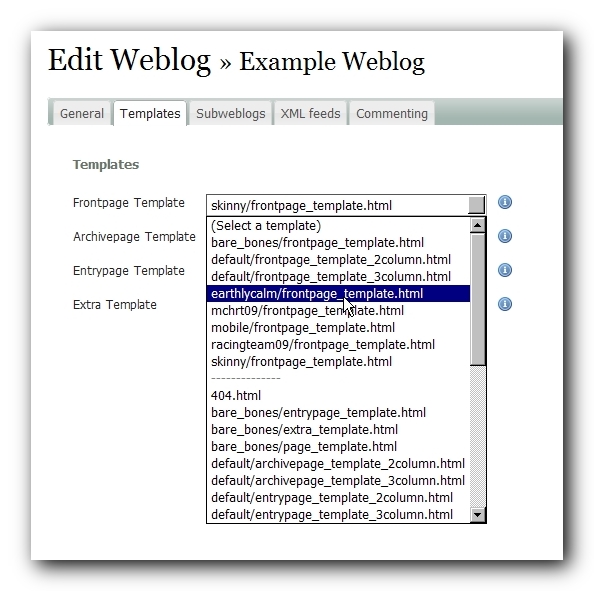 Edit Weblog » Example Weblog
General Templates Subweblogs XML feeds Commenting
Templates
Frontpage Template skinny/frontpage_template.html
Archivepage Template
Entrypage Template
Extra Template
(Select a template)
bare_bones/frontpage_template.html
default/frontpage_template_2column.html
default/frontpage_template_3column.html
earthlycalm/frontpage_template.html
mchrt09/frontpage_template.html
mobile/frontpage_template.html
racingteam09/frontpage_template.html
skinny/frontpage_template.html
--------------
404.html
bare_bones/entrypage_template.html
bare_bones/extra_template.html
bare_bones/page_template.html
default/archivepage_template_2column.html
default/archivepage_template_3column.html
default/entrypage_template_2column.html
default/entrypage_template_3column.html